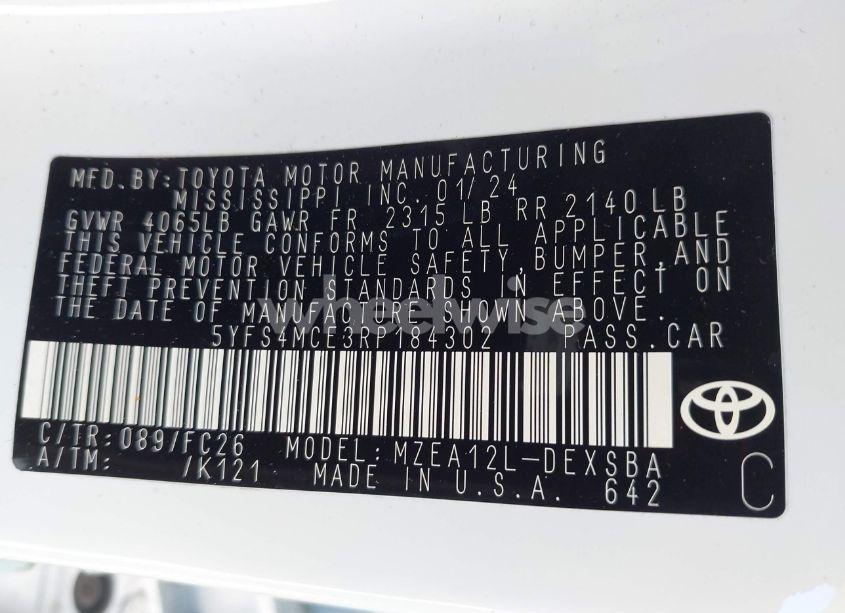 MFD.BY:TOYOTA MOTOR MANUFACTURING
MISSISSIPPI INC. 01/24
GVWR 4065LB GAWR FR 2315 LB RR 2140 LB
THIS VEHICLE CONFORMS TO ALL APPLICABLE
FEDERAL MOTOR VEHICLE SAFETY,BUMPER,AND
THEFT PREVENTION STANDARDS IN EFFECT ON
THE DATE OF MANUFACTURE SHOWN ABOVE.
wheelwise
5YFS4MCE3RP184302 PASS.CAR
C/TR: 089/FC26 MODEL: MZEA12L-DEXSBA
A/TM: /K121 MADE IN U.S.A. 642
C